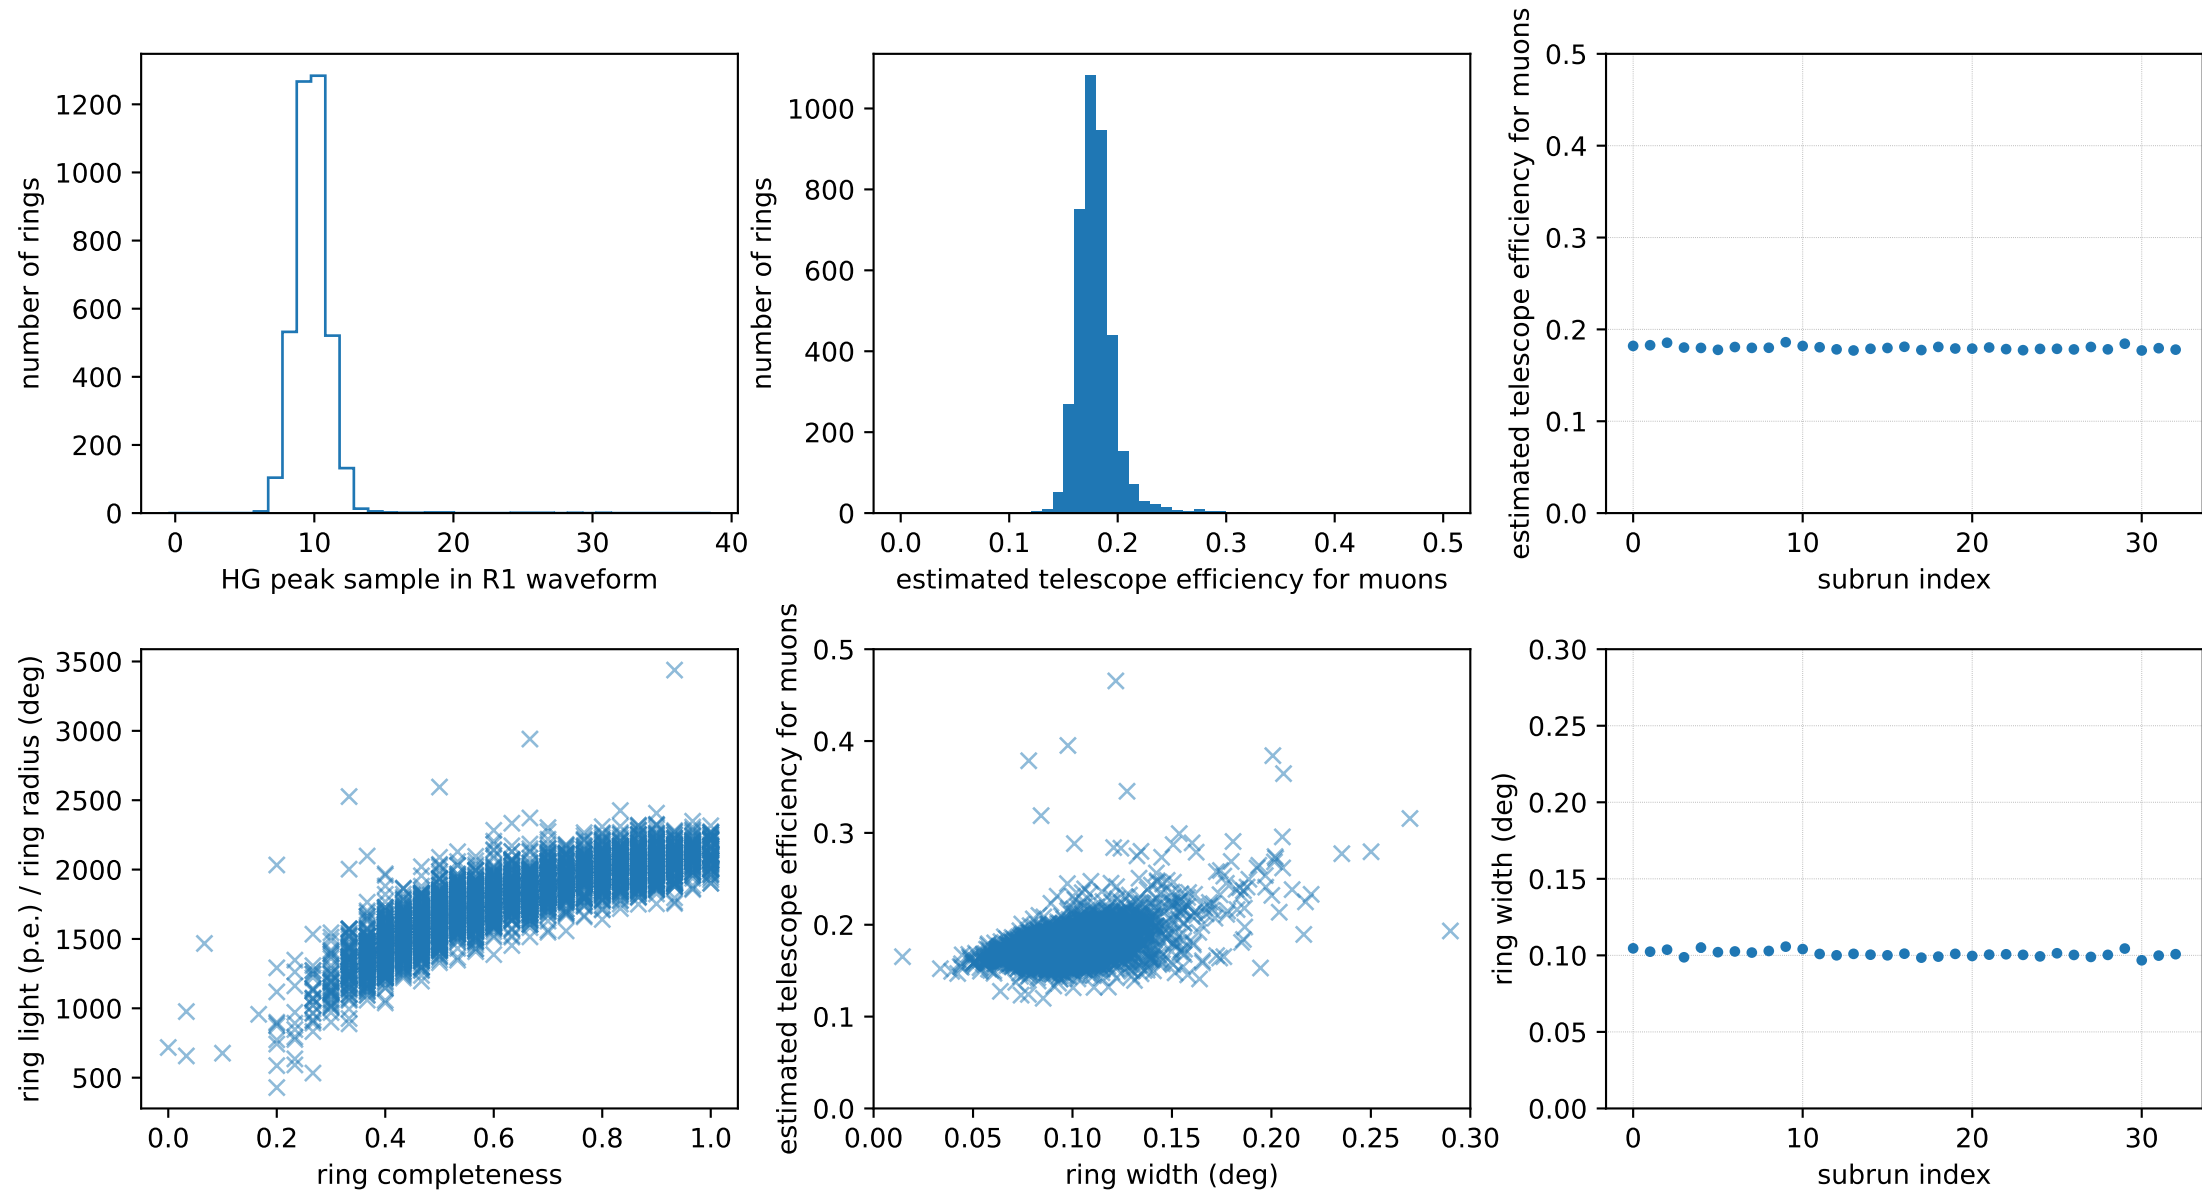 number of rings
1200
1000
800
600
400
200
0
0 10 20 30 40
HG peak sample in R1 waveform
number of rings
1000
800
600
400
200
0
0.0 0.1 0.2 0.3 0.4 0.5
estimated telescope efficiency for muons
estimated telescope efficiency for muons
0.5
0.4
0.3
0.2
0.1
0.0
0 10 20 30
subrun index
ring light (p.e.) / ring radius (deg)
3500
3000
2500
2000
1500
1000
500
0.0 0.2 0.4 0.6 0.8 1.0
ring completeness
estimated telescope efficiency for muons
0.5
0.4
0.3
0.2
0.1
0.0
0.00 0.05 0.10 0.15 0.20 0.25 0.30
ring width (deg)
ring width (deg)
0.30
0.25
0.20
0.15
0.10
0.05
0.00
0 10 20 30
subrun index